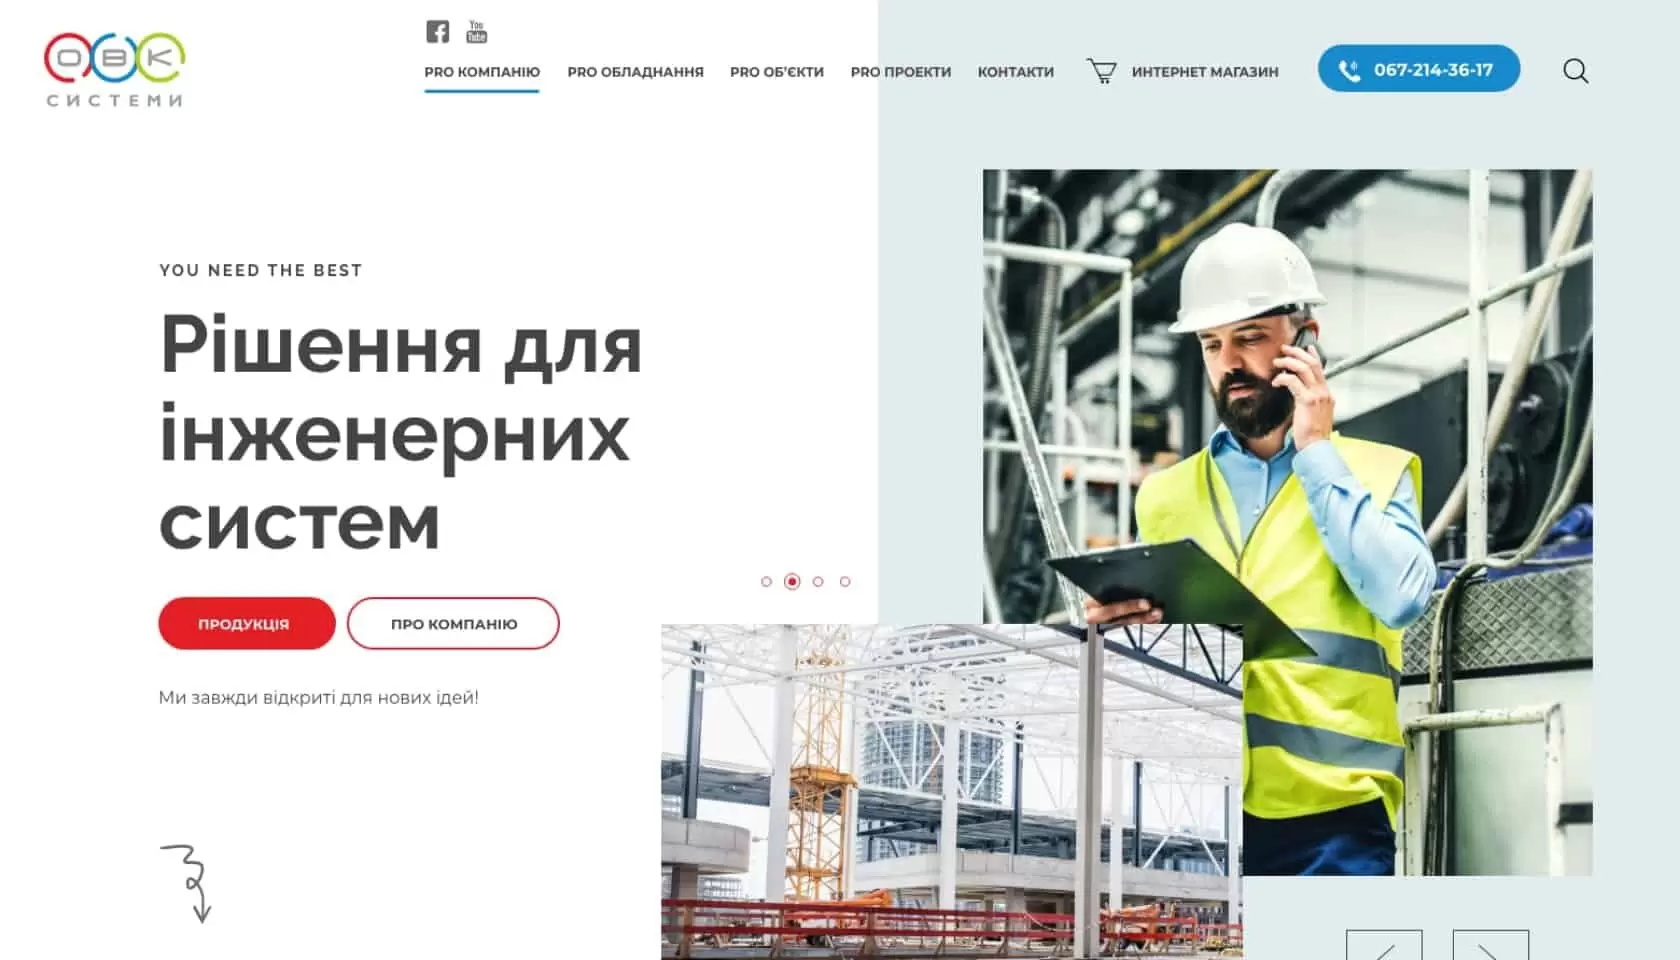 ОВК
СИСТЕМИ
You
Tube
PRO КОМПАНІЮ
PRO ОБЛАДНАННЯ
PRO ОБ'ЄКТИ
PRO ПРОЕКТИ
КОНТАКТИ
ИНТЕРНЕТ МАГАЗИН
067-214-36-17
YOU NEED THE BEST
Рішення для
інженерних
систем
ПРОДУКЦІЯ
ПРО КОМПАНІЮ
Ми завжди відкриті для нових ідей!